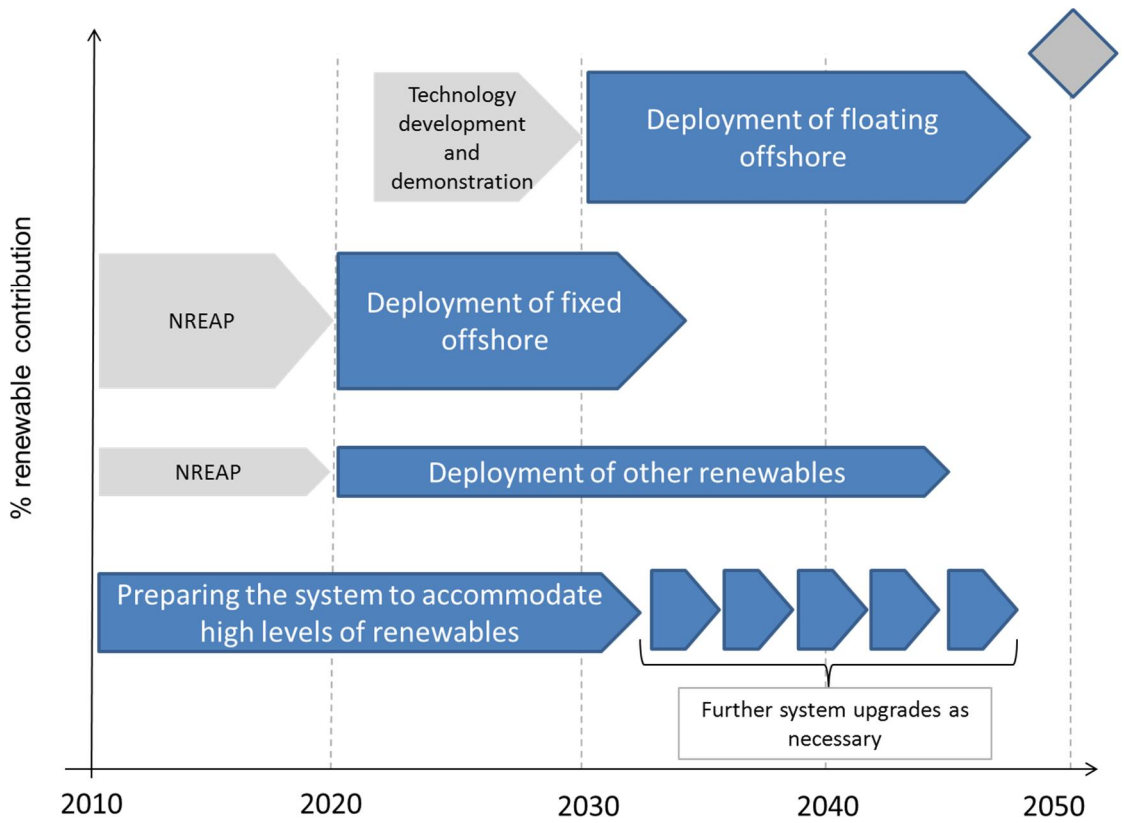 % renewable contribution
Technology
development
and
demonstration
Deployment of floating
offshore
NREAP
Deployment of fixed
offshore
NREAP
Deployment of other renewables
Preparing the system to accommodate
high levels of renewables
Further system upgrades as
necessary
2010
2020
2030
2040
2050